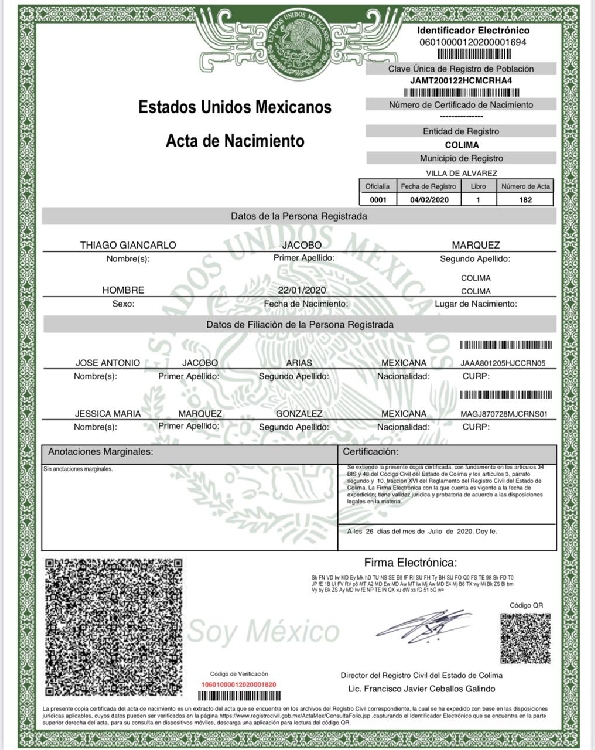 Identificador Electrónico
06010000120200001694
Clave Única de Registro de Población
JAMT200122HCMCRHA4
Número de Certificado de Nacimiento
---------------
Estados Unidos Mexicanos
Acta de Nacimiento
Entidad de Registro
COLIMA
Municipio de Registro
VILLA DE ALVAREZ
Oficialía Fecha de Registro Libro Número de Acta
0001 04/02/2020 1 182
Datos de la Persona Registrada
THIAGO GIANCARLO JACOBO MARQUEZ
Nombre(s): Primer Apellido: Segundo Apellido:
COLIMA
HOMBRE 22/01/2020 COLIMA
Sexo: Fecha de Nacimiento: Lugar de Nacimiento:
Datos de Filiación de la Persona Registrada
JOSE ANTONIO JACOBO ARIAS MEXICANA JAAA801205HJCCRN05
Nombre(s): Primer Apellido: Segundo Apellido: Nacionalidad: CURP:
JESSICA MARIA MARQUEZ GONZALEZ MEXICANA MAGJ870728MJCRNS01
Nombre(s): Primer Apellido: Segundo Apellido: Nacionalidad: CURP:
Anotaciones Marginales:
Sin anotaciones marginales.
Certificación:
Se extiende la presente copia certificada, con fundamento en los artículos 34
BIS y 48 del Código Civil del Estado de Colima y los artículos 3, párrafo
segundo y 10, fracción XVI del Reglamento del Registro Civil del Estado de
Colima. La Firma Electrónica con la que cuenta es vigente a la fecha de
expedición; tiene validez jurídica y probatoria de acuerdo a las disposiciones
legales en la materia.
A los 26 días del mes de Julio de 2020. Doy fe.
Firma Electrónica:
Código QR
Soy México
Código de Verificación
10601000012020001820
Director del Registro Civil del Estado de Colima
Lic. Francisco Javier Ceballos Galindo
La presente copia certificada del acta de nacimiento es un extracto del acta que se encuentra en los archivos del Registro Civil correspondiente, la cual se ha expedido con base en las disposiciones
jurídicas aplicables, cuyos datos pueden ser verificados en la página https://www.registrocivil.gob.mx/ActaMex/ConsultaFolio.jsp ,capturando el Identificador Electrónico que se encuentra en la parte
superior derecha del acta, para su consulta en dispositivos móviles, descarga una aplicación para lectura del código QR.